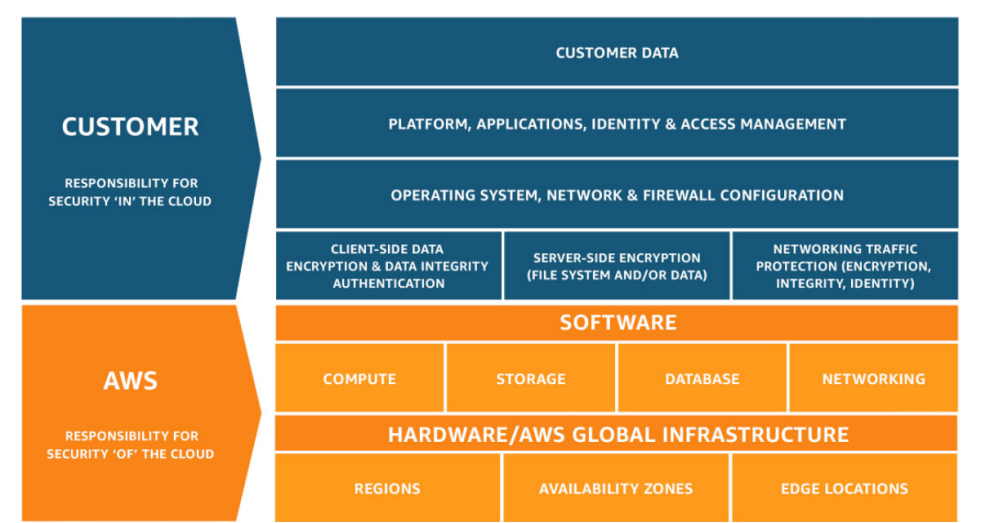 CUSTOMER
RESPONSIBILITY FOR
SECURITY ‘IN’ THE CLOUD
CUSTOMER DATA
PLATFORM, APPLICATIONS, IDENTITY & ACCESS MANAGEMENT
OPERATING SYSTEM, NETWORK & FIREWALL CONFIGURATION
CLIENT-SIDE DATA
ENCRYPTION & DATA INTEGRITY
AUTHENTICATION
SERVER-SIDE ENCRYPTION
(FILE SYSTEM AND/OR DATA)
NETWORKING TRAFFIC
PROTECTION (ENCRYPTION,
INTEGRITY, IDENTITY)
AWS
RESPONSIBILITY FOR
SECURITY ‘OF’ THE CLOUD
SOFTWARE
COMPUTE
STORAGE
DATABASE
NETWORKING
HARDWARE/AWS GLOBAL INFRASTRUCTURE
REGIONS
AVAILABILITY ZONES
EDGE LOCATIONS